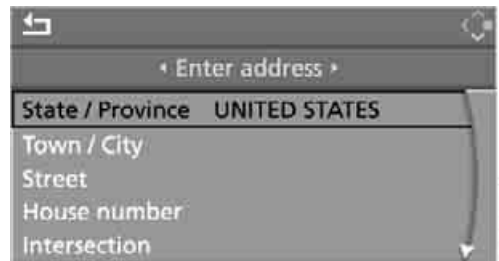 Enter address
State / Province UNITED STATES
Town / City
Street
House number
Intersection